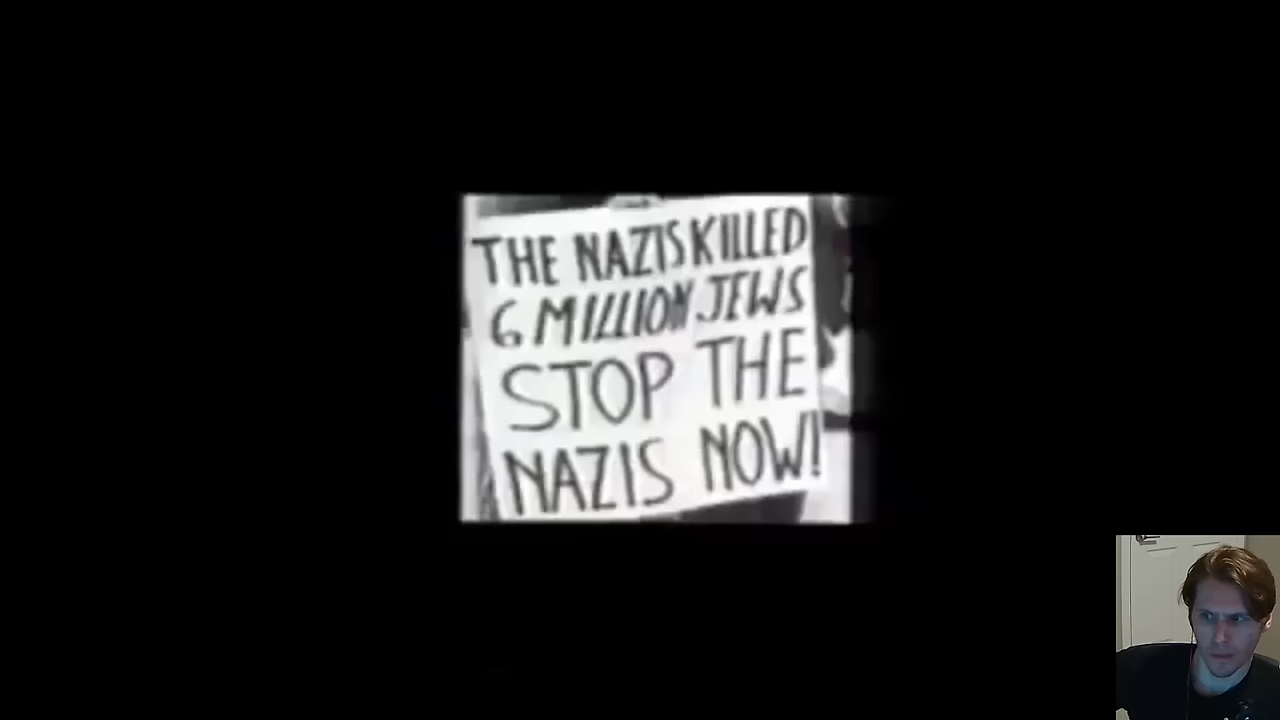 THE NAZIS KILLED
6 MILLION JEWS
STOP THE
NAZIS NOW!